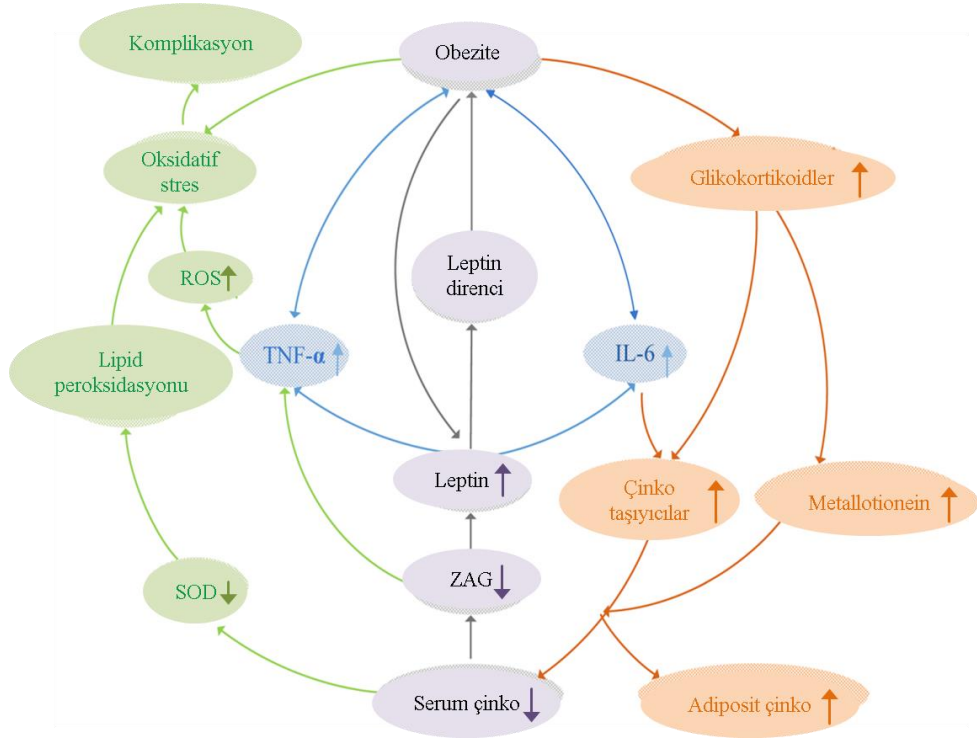 Komplikasyon
Obezite
Oksidatif
stres
Glikokortikoidler
ROS
Leptin
direnci
TNF-α
IL-6
Lipid
peroksidasyonu
Leptin
Çinko
taşıyıcılar
Metallotionein
SOD
ZAG
Serum çinko
Adiposit çinko